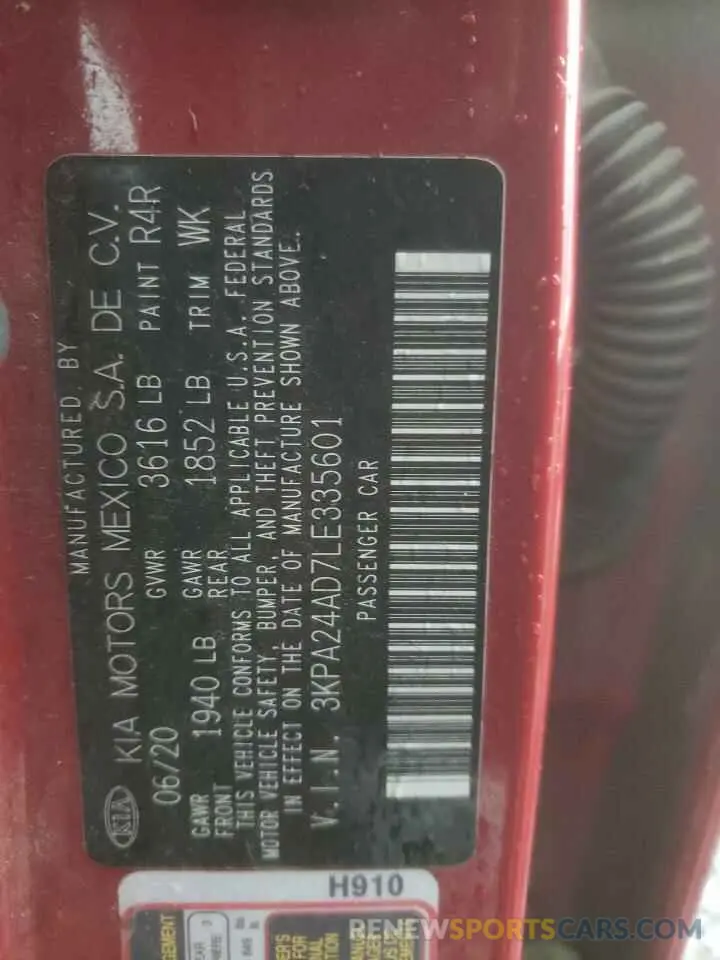 MANUFACTURED BY
KIA KIA MOTORS MEXICO S.A. DE C.V.
06/20 GVWR 3616 LB PAINT R4R
GAWR FRONT 1940 LB GAWR REAR 1852 LB TRIM WK
THIS VEHICLE CONFORMS TO ALL APPLICABLE U.S.A. FEDERAL
MOTOR VEHICLE SAFETY, BUMPER, AND THEFT PREVENTION STANDARDS
IN EFFECT ON THE DATE OF MANUFACTURE SHOWN ABOVE.
V.I.N. 3KPA24AD7LE335601
PASSENGER CAR
H910
RENEWSPORTSCARS.COM